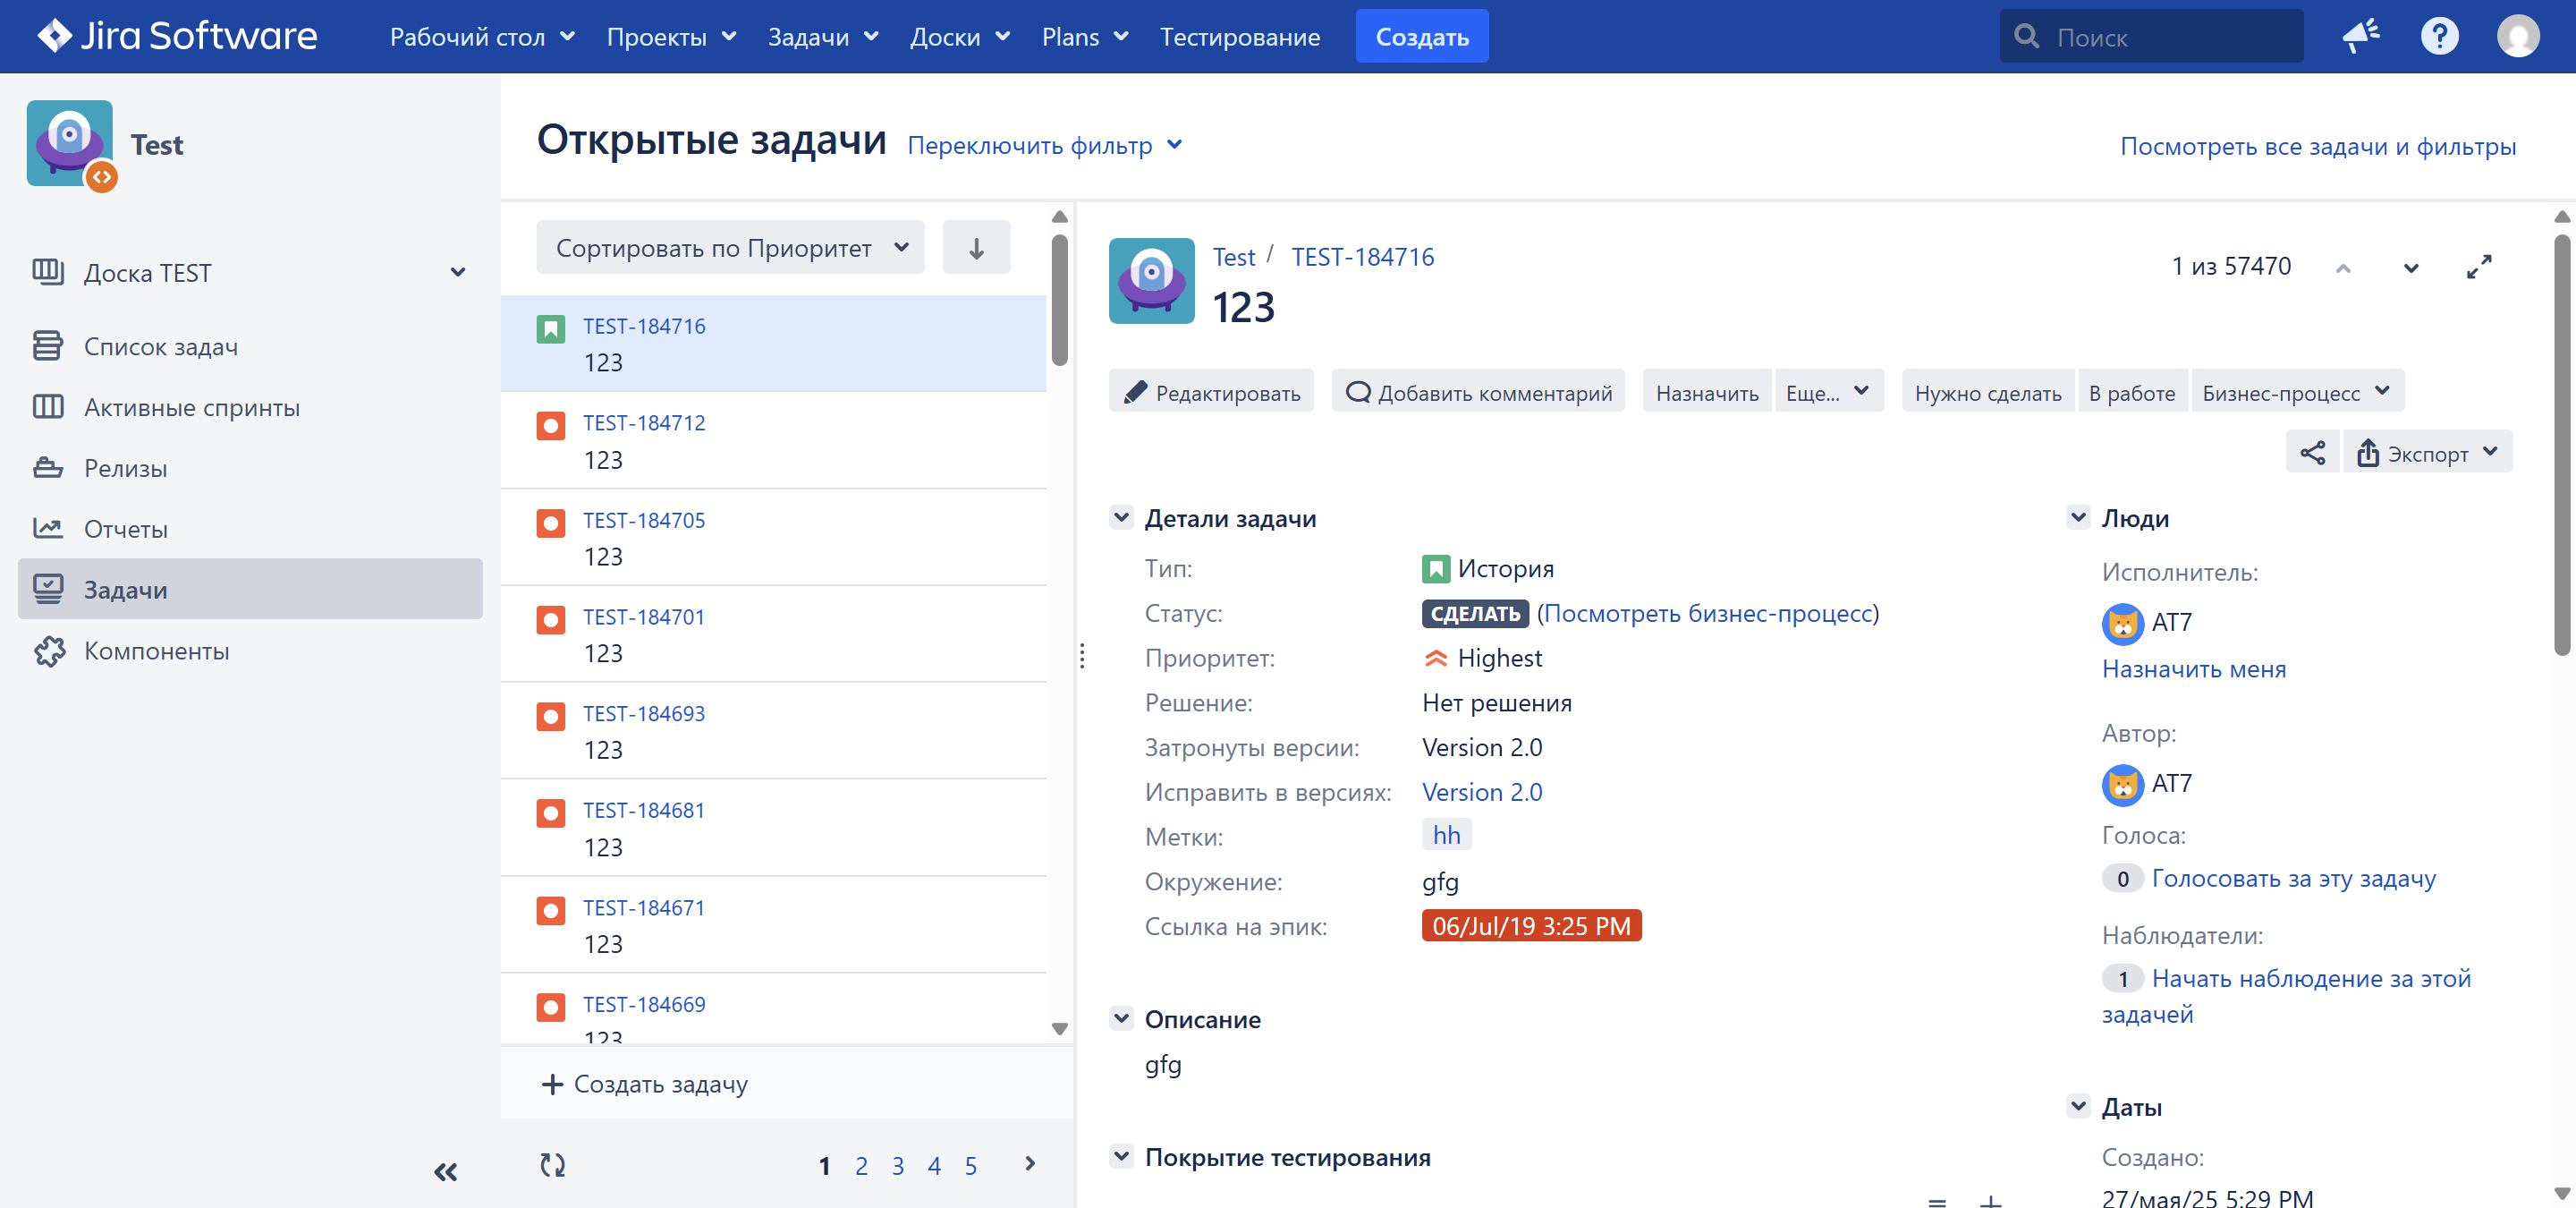 Jira Software
Рабочий стол
Проекты
Задачи
Доски
Plans
Тестирование
Создать
Поиск
?
Test
Доска TEST
Список задач
Активные спринты
Релизы
Отчеты
Задачи
Компоненты
Открытые задачи
Переключить фильтр
Посмотреть все задачи и фильтры
Сортировать по Приоритет
TEST-184716
123
TEST-184712
123
TEST-184705
123
TEST-184701
123
TEST-184693
123
TEST-184681
123
TEST-184671
123
TEST-184669
123
Создать задачу
1 2 3 4 5
Test / TEST-184716
123
1 из 57470
Редактировать
Добавить комментарий
Назначить
Еще...
Нужно сделать
В работе
Бизнес-процесс
Экспорт
Детали задачи
Тип: История
Статус: СДЕЛАТЬ (Посмотреть бизнес-процесс)
Приоритет: Highest
Решение: Нет решения
Затронуты версии: Version 2.0
Исправить в версиях: Version 2.0
Метки: hh
Окружение: gfg
Ссылка на эпик: 06/Jul/19 3:25 PM
Описание
gfg
Покрытие тестирования
Люди
Исполнитель:
AT7
Назначить меня
Автор:
AT7
Голоса:
0 Голосовать за эту задачу
Наблюдатели:
1 Начать наблюдение за этой
задачей
Даты
Создано:
27/мая/25 5:29 PM